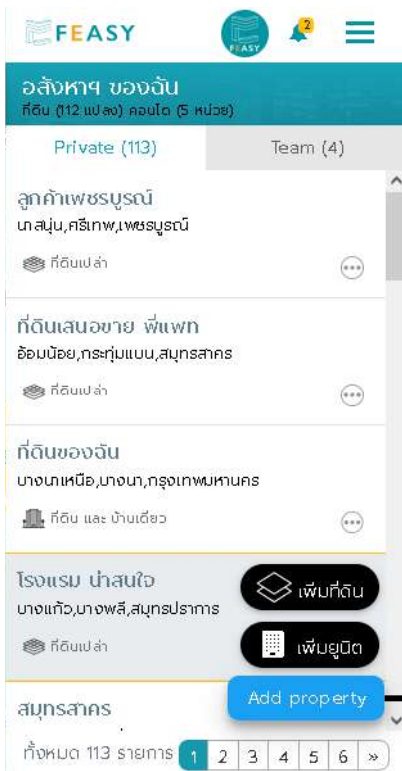 FEASY
FEASY
2
อสังหาฯ ของฉัน
ที่ดิน (112 แปลง) คอนโด (5 หน่วย)
Private (113)
Team (4)
ลูกค้าเพชรบูรณ์
นาสนุ่น,ศรีเทพ,เพชรบูรณ์
ที่ดินเปล่า
ที่ดินเสนอขาย พี่แพท
อ้อมน้อย,กระทุ่มแบน,สมุทรสาคร
ที่ดินเปล่า
ที่ดินของฉัน
บางนาเหนือ,บางนา,กรุงเทพมหานคร
ที่ดิน และ บ้านเดี่ยว
โรงแรม น่าสนใจ
บางแก้ว,บางพลี,สมุทรปราการ
ที่ดินเปล่า
เพิ่มที่ดิน
เพิ่มยูนิต
Add property
สมุทรสาคร
ทั้งหมด 113 รายการ 1 2 3 4 5 6 »